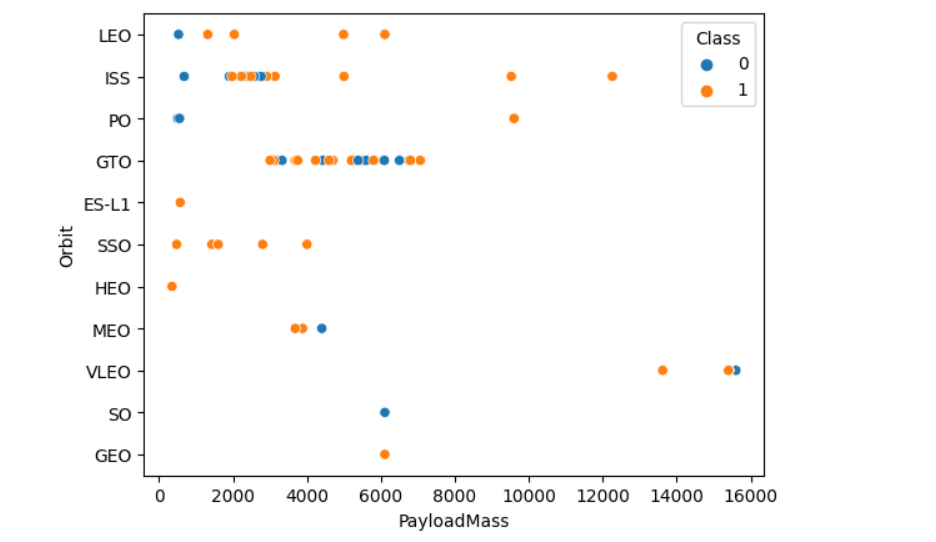 Class
0
1
Orbit
LEO
ISS
PO
GTO
ES-L1
SSO
HEO
MEO
VLEO
SO
GEO
0 2000 4000 6000 8000 10000 12000 14000 16000
PayloadMass